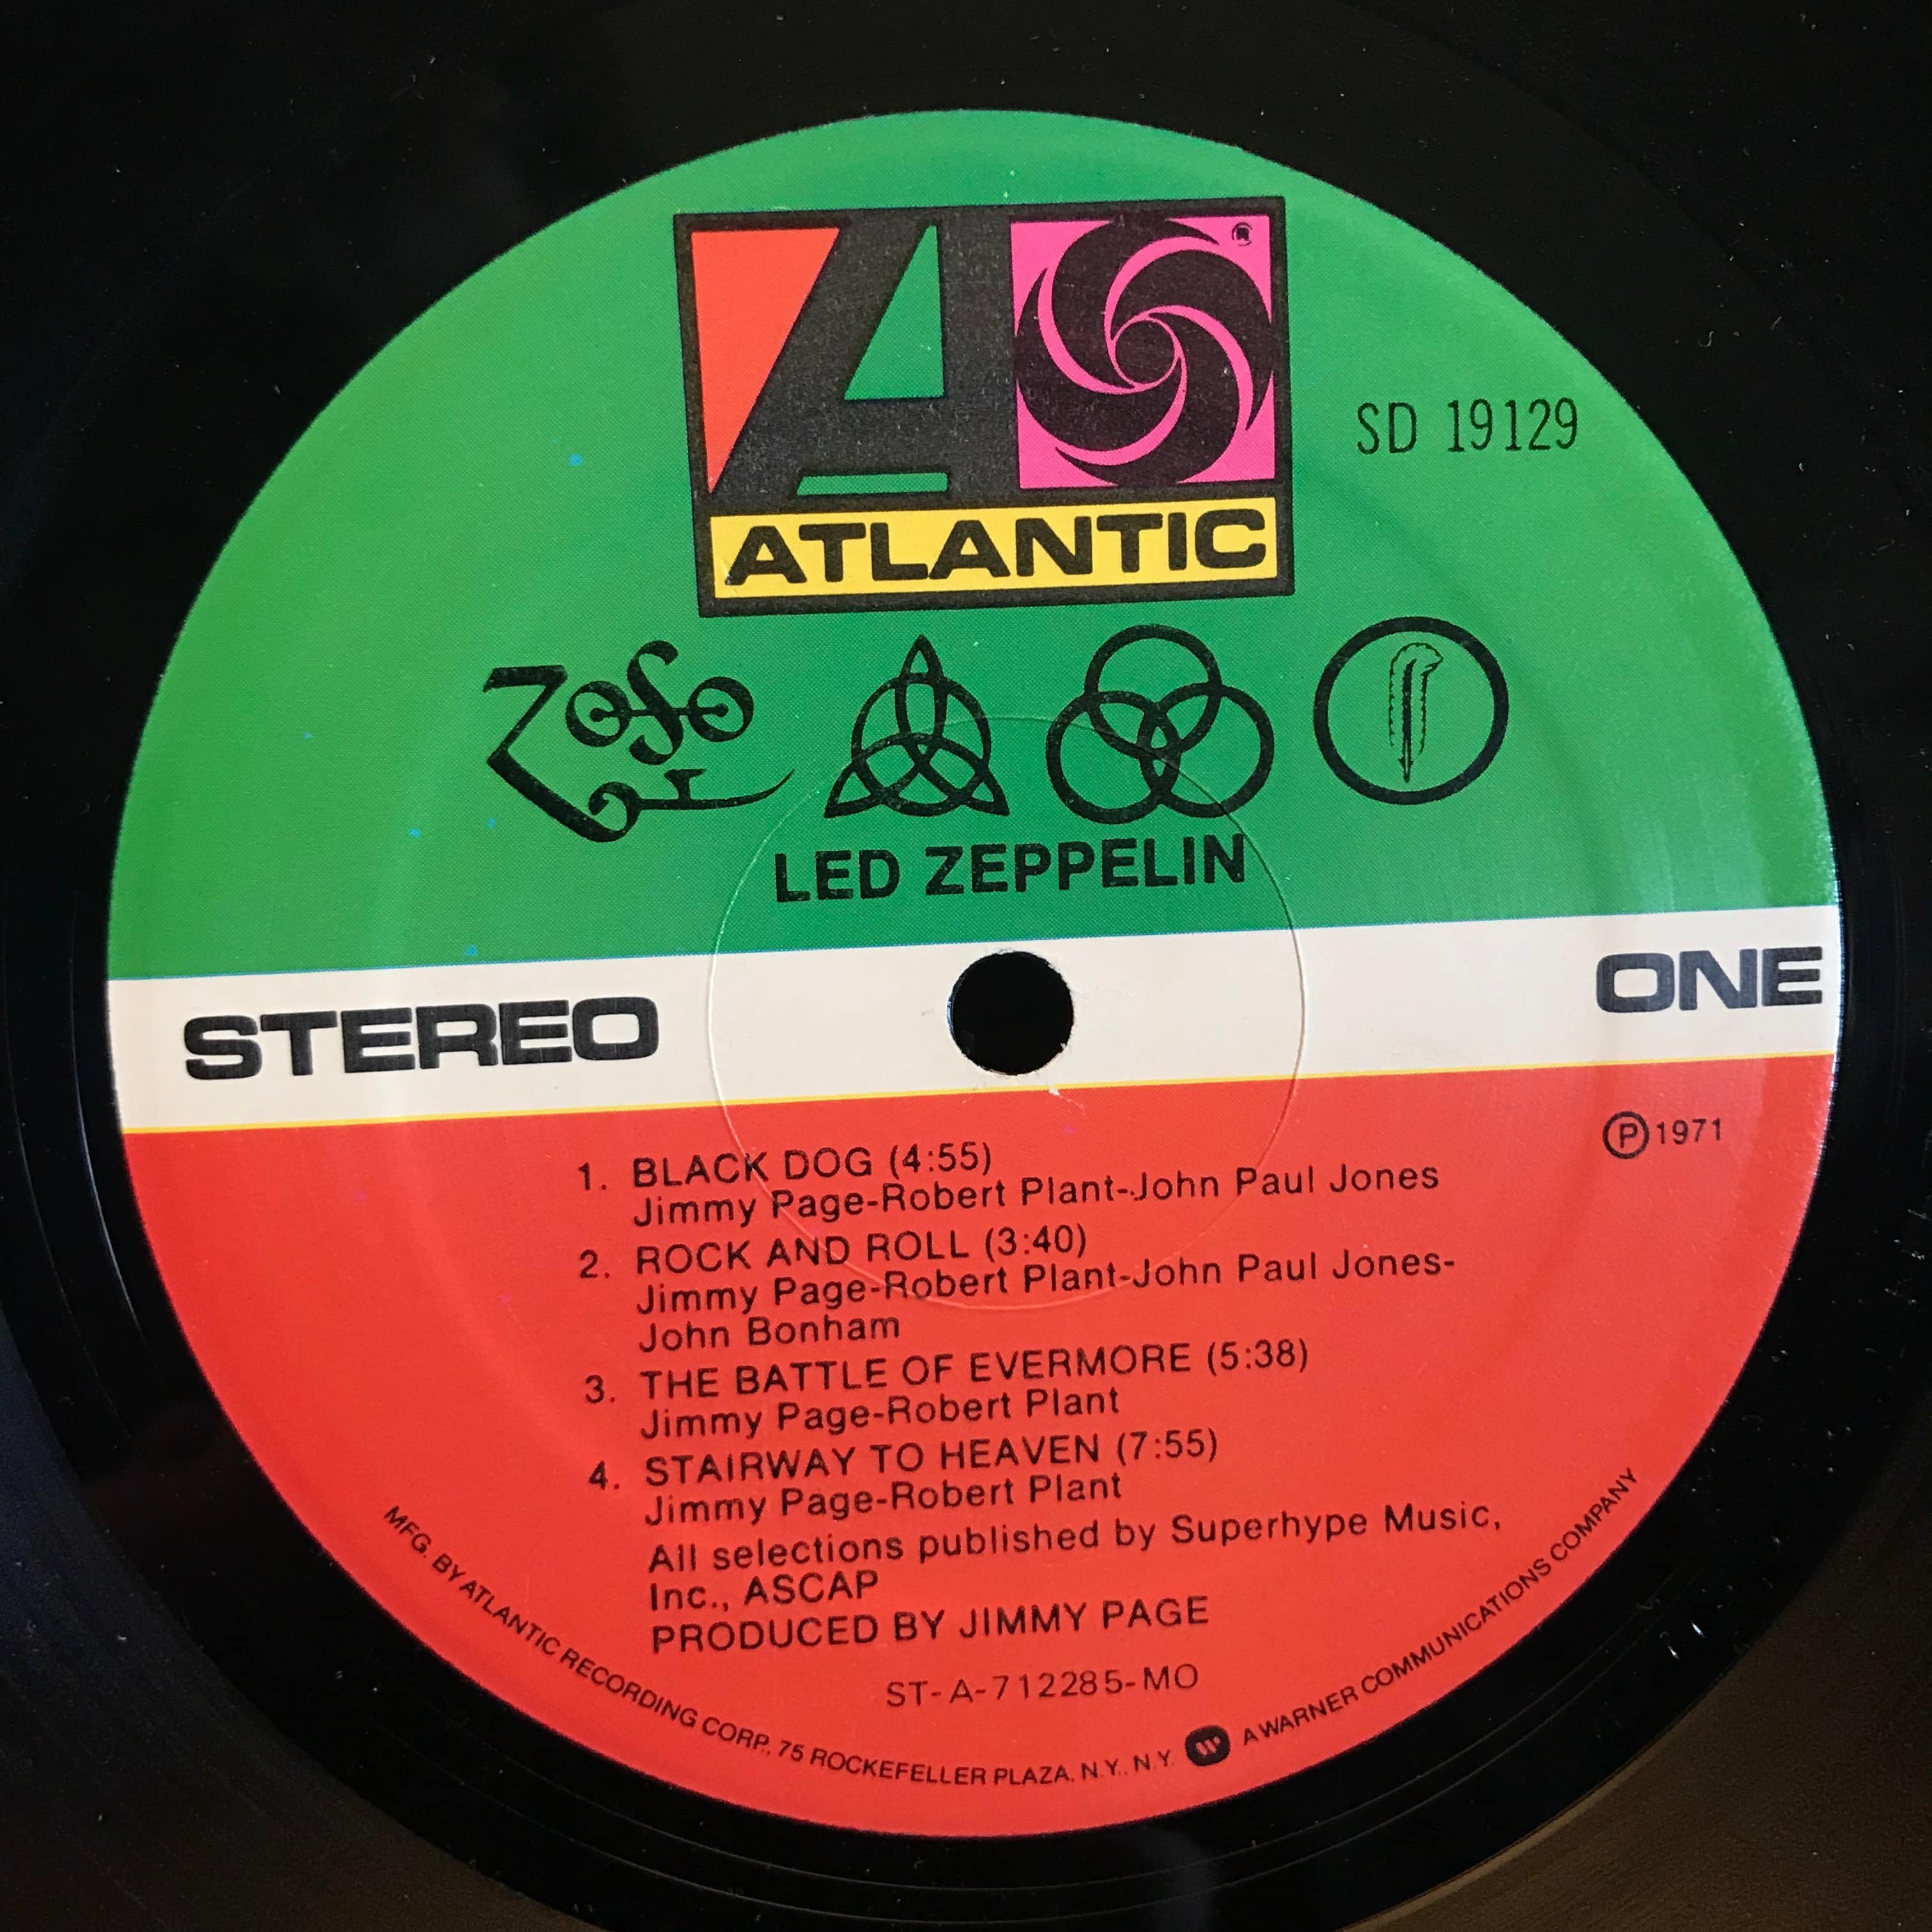 ATLANTIC
SD 19129
LED ZEPPELIN
STEREO
ONE
Ⓟ1971
1. BLACK DOG (4:55)
Jimmy Page-Robert Plant-John Paul Jones
2. ROCK AND ROLL (3:40)
Jimmy Page-Robert Plant-John Paul Jones-
John Bonham
3. THE BATTLE OF EVERMORE (5:38)
Jimmy Page-Robert Plant
4. STAIRWAY TO HEAVEN (7:55)
Jimmy Page-Robert Plant
All selections published by Superhype Music,
Inc., ASCAP
PRODUCED BY JIMMY PAGE
ST-A-712285-MO
MFG. BY ATLANTIC RECORDING CORP., 75 ROCKEFELLER PLAZA, N.Y., N.Y. A WARNER COMMUNICATIONS COMPANY